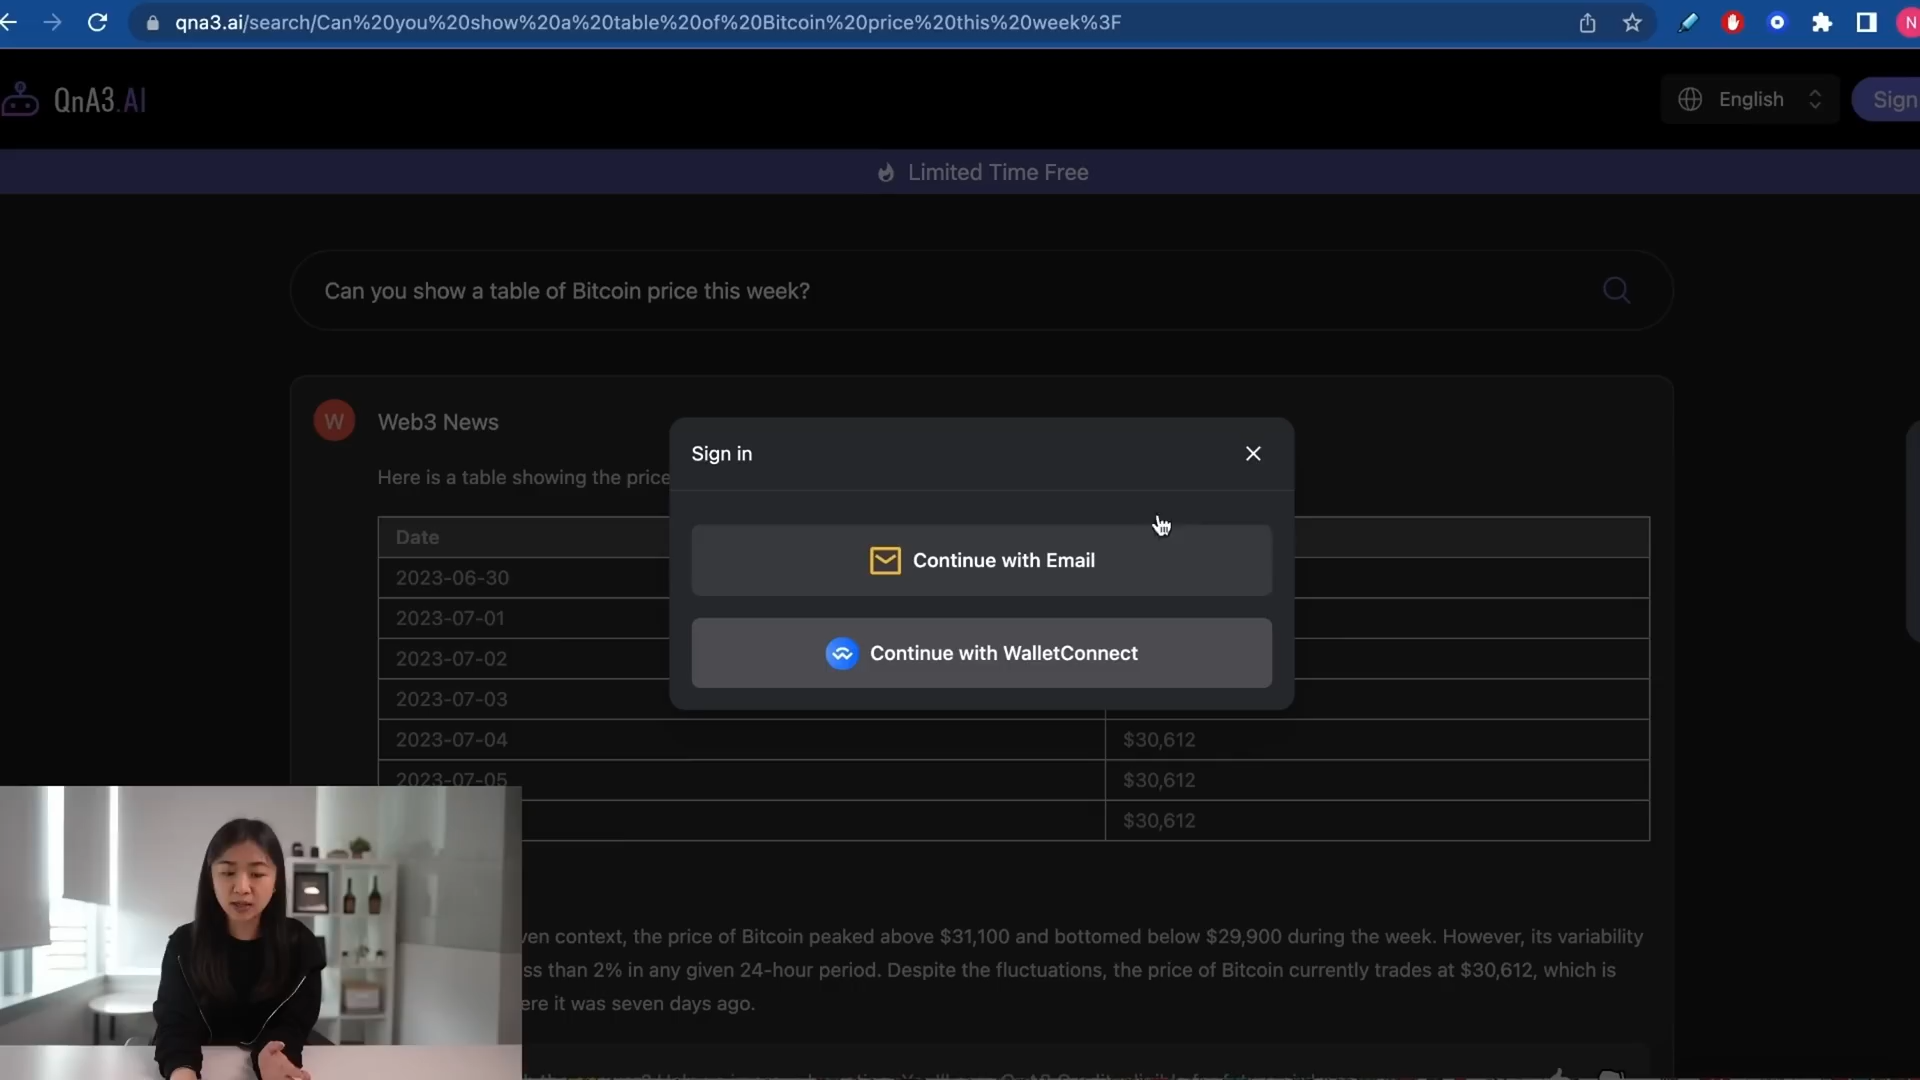 qna3.ai/search/Can%20you%20show%20a%20table%20of%20Bitcoin%20price%20this%20week%3F
N
QnA3.AI
English
Sign
Limited Time Free
Can you show a table of Bitcoin price this week?
W
Web3 News
Here is a table showing the price
Sign in
Continue with Email
Continue with WalletConnect
Date
2023-06-30
2023-07-01
2023-07-02
2023-07-03
2023-07-04 $30,612
2023-07-05 $30,612
$30,612
ven context, the price of Bitcoin peaked above $31,100 and bottomed below $29,900 during the week. However, its variability
ss than 2% in any given 24-hour period. Despite the fluctuations, the price of Bitcoin currently trades at $30,612, which is
ere it was seven days ago.